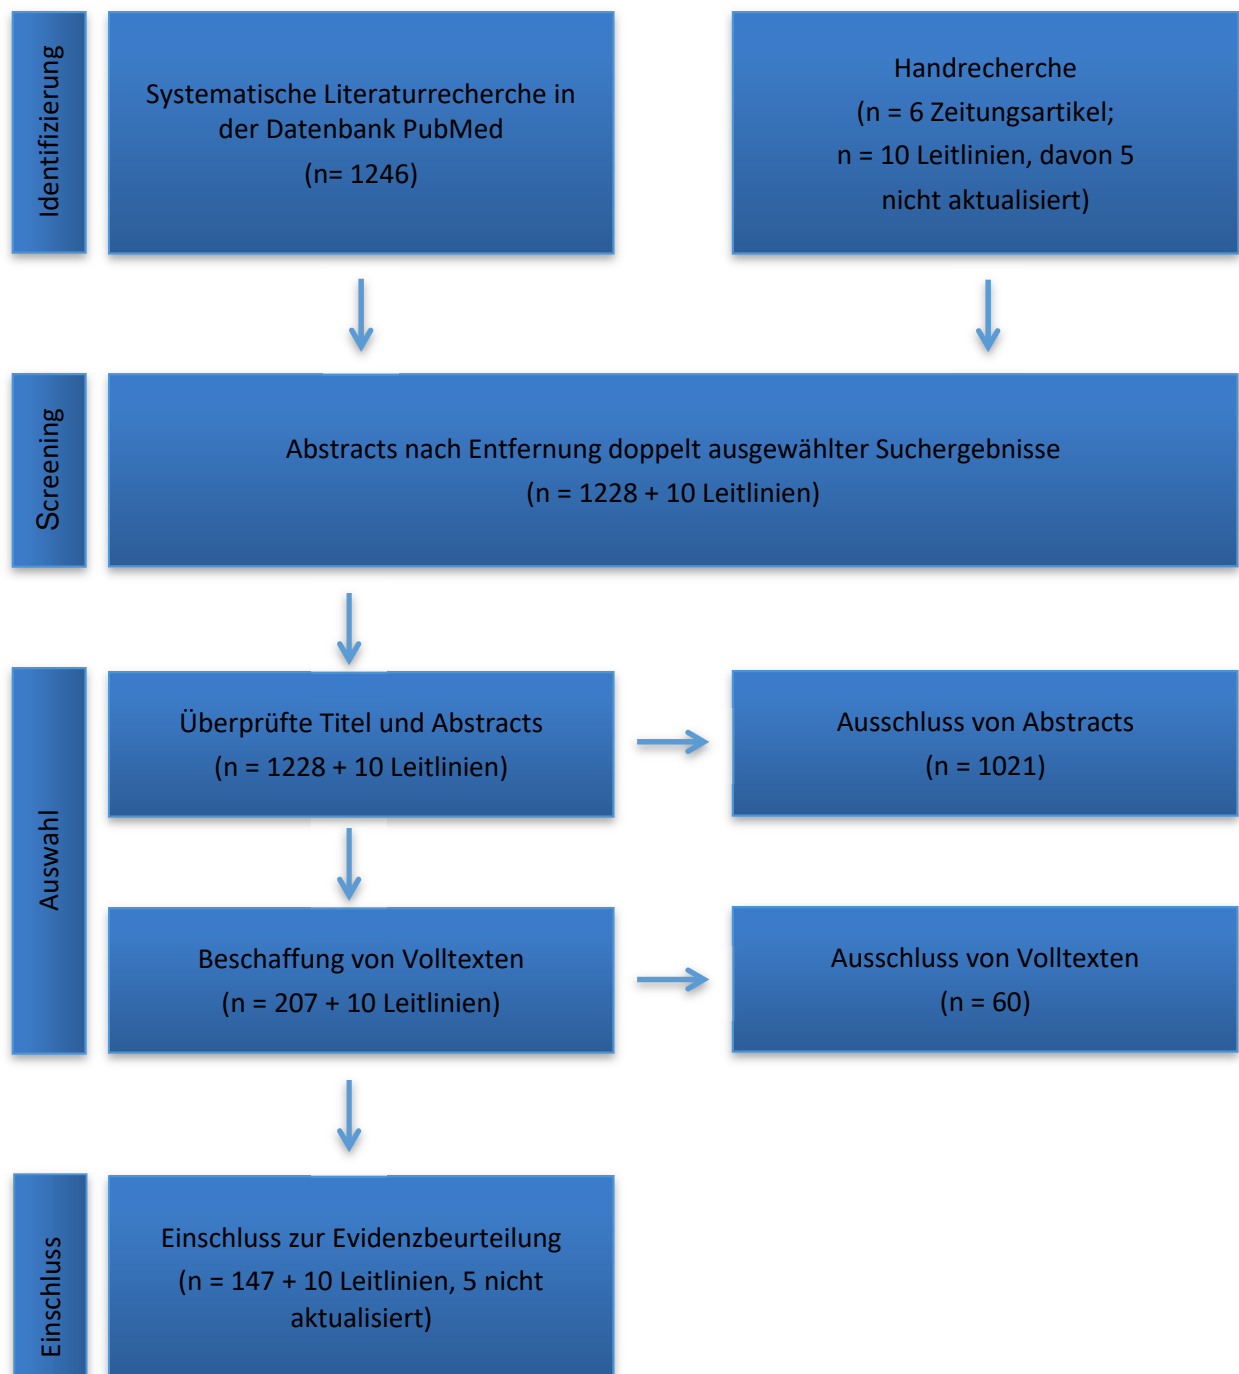 Identifizierung
Systematische Literaturrecherche in
der Datenbank PubMed
(n= 1246)
Handrecherche
(n = 6 Zeitungsartikel;
n = 10 Leitlinien, davon 5
nicht aktualisiert)
Screening
Abstracts nach Entfernung doppelt ausgewählter Suchergebnisse
(n = 1228 + 10 Leitlinien)
Auswahl
Überprüfte Titel und Abstracts
(n = 1228 + 10 Leitlinien)
Ausschluss von Abstracts
(n = 1021)
Beschaffung von Volltexten
(n = 207 + 10 Leitlinien)
Ausschluss von Volltexten
(n = 60)
Einschluss
Einschluss zur Evidenzbeurteilung
(n = 147 + 10 Leitlinien, 5 nicht
aktualisiert)